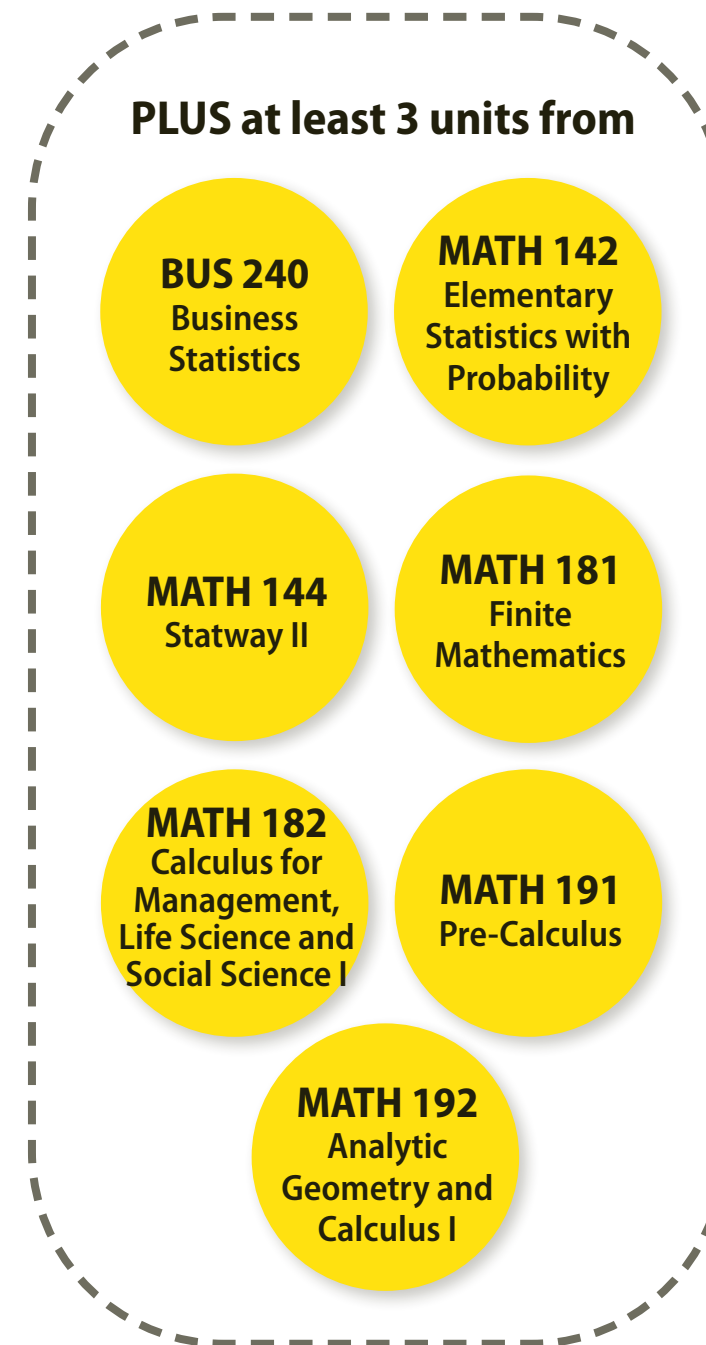 PLUS at least 3 units from
BUS 240
Business
Statistics
MATH 142
Elementary
Statistics with
Probability
MATH 144
Statway II
MATH 181
Finite
Mathematics
MATH 182
Calculus for
Management,
Life Science and
Social Science I
MATH 191
Pre-Calculus
MATH 192
Analytic
Geometry and
Calculus I